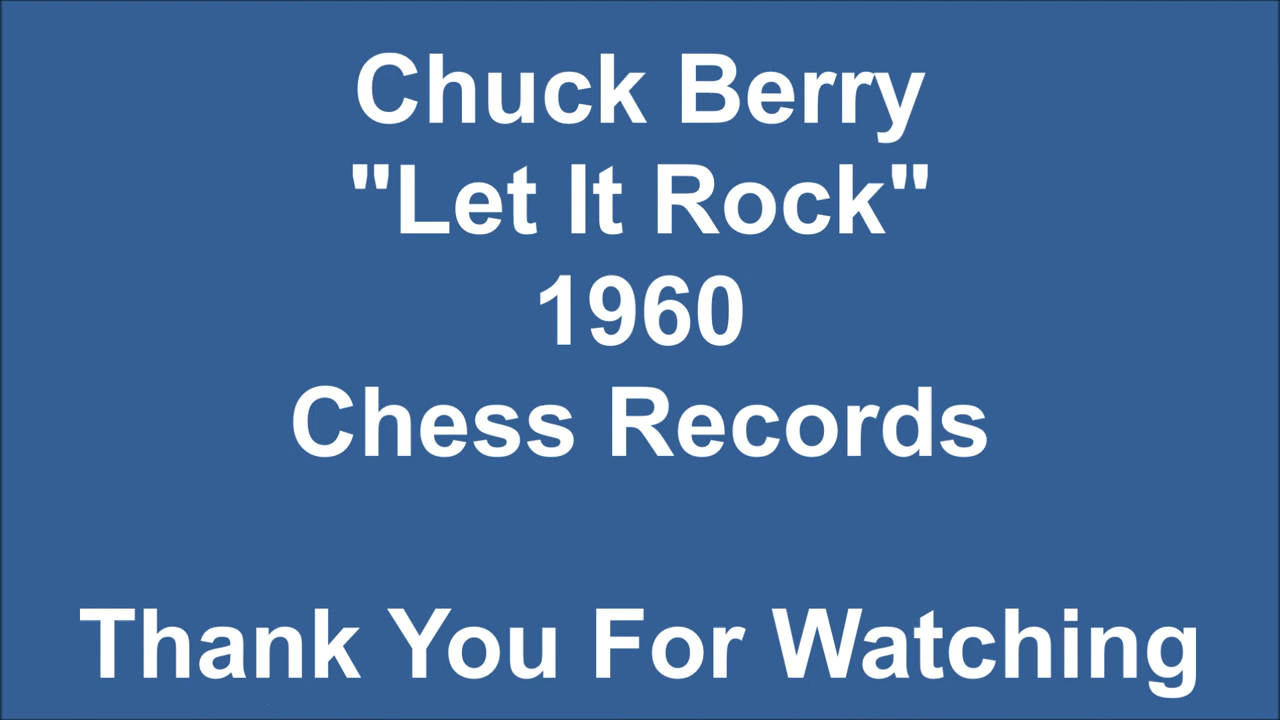 Chuck Berry
"Let It Rock"
1960
Chess Records
Thank You For Watching